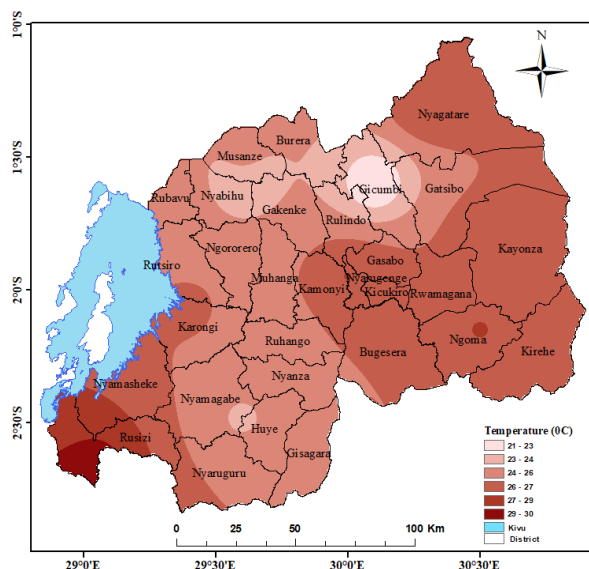 1°0'S
N
Nyagatare
Burera
Musanze
1°30'S
Gicumbi
Gatsibo
Rubavu
Nyabihu
Gakenke
Rulindo
Kayonza
Ngororero
Gasabo
Rutsiro
Muhango
Nyarugenge
2°0'S
Kamonyi
Kicukiro
Rwamagana
Karongi
Ruhango
Ngoma
Bugesera
Kirehe
Nyamasheke
Nyanza
Nyamagabe
2°30'S
Huye
Rusizi
Gisagara
Nyaruguru
Temperature (0C)
21 - 23
23 - 24
24 - 26
26 - 27
27 - 29
29 - 30
Kivu
District
0 25 50 100 Km
29°0'E 29°30'E 30°0'E 30°30'E